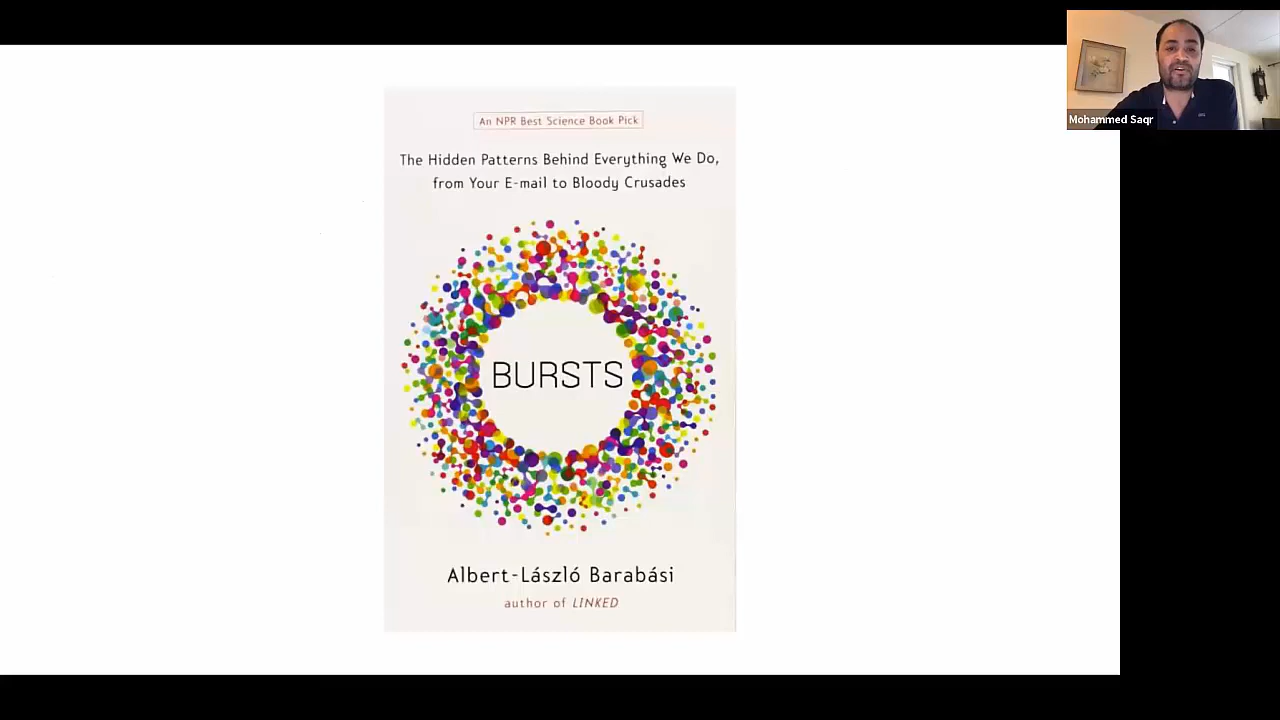 An NPR Best Science Book Pick
The Hidden Patterns Behind Everything We Do,
from Your E-mail to Bloody Crusades
BURSTS
Albert-László Barabási
author of LINKED
Mohammed Saqr